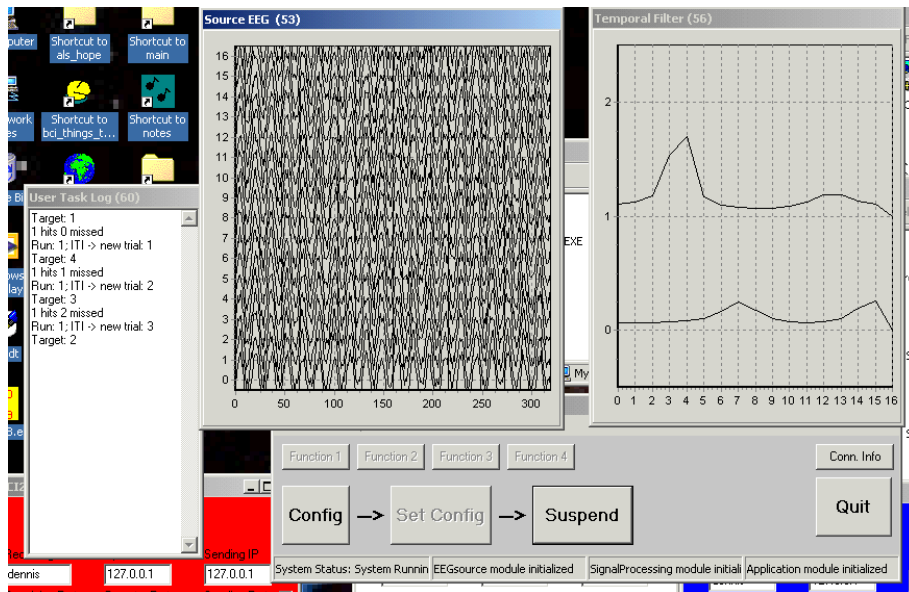 Source EEG (53)
Temporal Filter (56)
puter
Shortcut to
als_hope
Shortcut to
main
work
es
Shortcut to
bci_things_t...
Shortcut to
notes
16
15
14
13
12
11
10
9
8
7
6
5
4
3
2
1
0
0 50 100 150 200 250 300
2
1
0
0 1 2 3 4 5 6 7 8 9 10 11 12 13 14 15 16
e Bi
User Task Log (60)
Target: 1
1 hits 0 missed
Run: 1; ITI -> new trial: 1
Target: 4
1 hits 1 missed
Run: 1; ITI -> new trial: 2
Target: 3
1 hits 2 missed
Run: 1; ITI -> new trial: 3
Target: 2
ows
lay
dt
B.e
EXE
My
Function 1 Function 2 Function 3 Function 4 Conn. Info
Config --> Set Config --> Suspend Quit
System Status: System Runnin EEGsource module initialized SignalProcessing module initiali Application module initialized
CI2
Rec
Sending IP
dennis 127.0.0.1 127.0.0.1